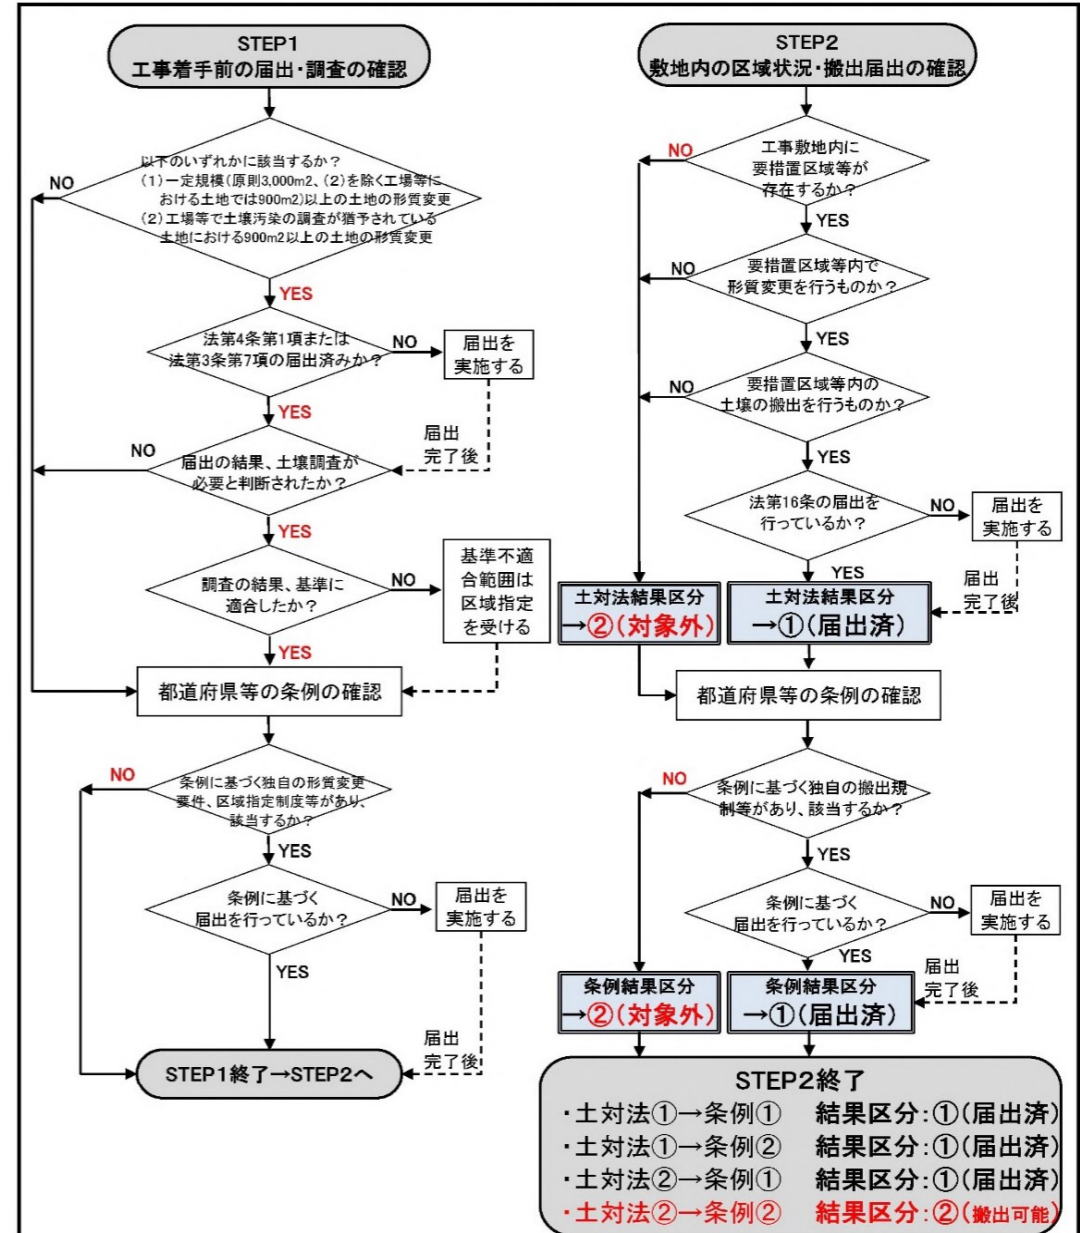 STEP1
工事着手前の届出・調査の確認
以下のいずれかに該当するか？
(1)一定規模(原則3,000m2、(2)を除く工場等に
おける土地では900m2)以上の土地の形質変更
(2)工場等で土壌汚染の調査が猶予されている
土地における900m2以上の土地の形質変更
NO
YES
法第4条第1項または
法第3条第7項の届出済みか？
NO
届出を
実施する
YES
届出
完了後
NO
届出の結果、土壌調査が
必要と判断されたか？
YES
調査の結果、基準に
適合したか？
NO
基準不適
合範囲は
区域指定
を受ける
YES
都道府県等の条例の確認
NO
条例に基づく独自の形質変更
要件、区域指定制度等があり、
該当するか？
YES
条例に基づく
届出を行っているか？
NO
届出を
実施する
YES
届出
完了後
STEP1終了→STEP2へ
STEP2
敷地内の区域状況・搬出届出の確認
NO
工事敷地内に
要措置区域等が
存在するか？
YES
NO
要措置区域等内で
形質変更を行うものか？
YES
NO
要措置区域等内の
土壌の搬出を行うものか？
YES
法第16条の届出を
行っているか？
NO
届出を
実施する
YES
届出
完了後
土対法結果区分
→②(対象外)
土対法結果区分
→①(届出済)
都道府県等の条例の確認
NO
条例に基づく独自の搬出規
制等があり、該当するか？
YES
条例に基づく
届出を行っているか？
NO
届出を
実施する
YES
届出
完了後
条例結果区分
→②(対象外)
条例結果区分
→①(届出済)
STEP2終了
・土対法①→条例①　結果区分:①(届出済)
・土対法①→条例②　結果区分:①(届出済)
・土対法②→条例①　結果区分:①(届出済)
・土対法②→条例②　結果区分:②(搬出可能)